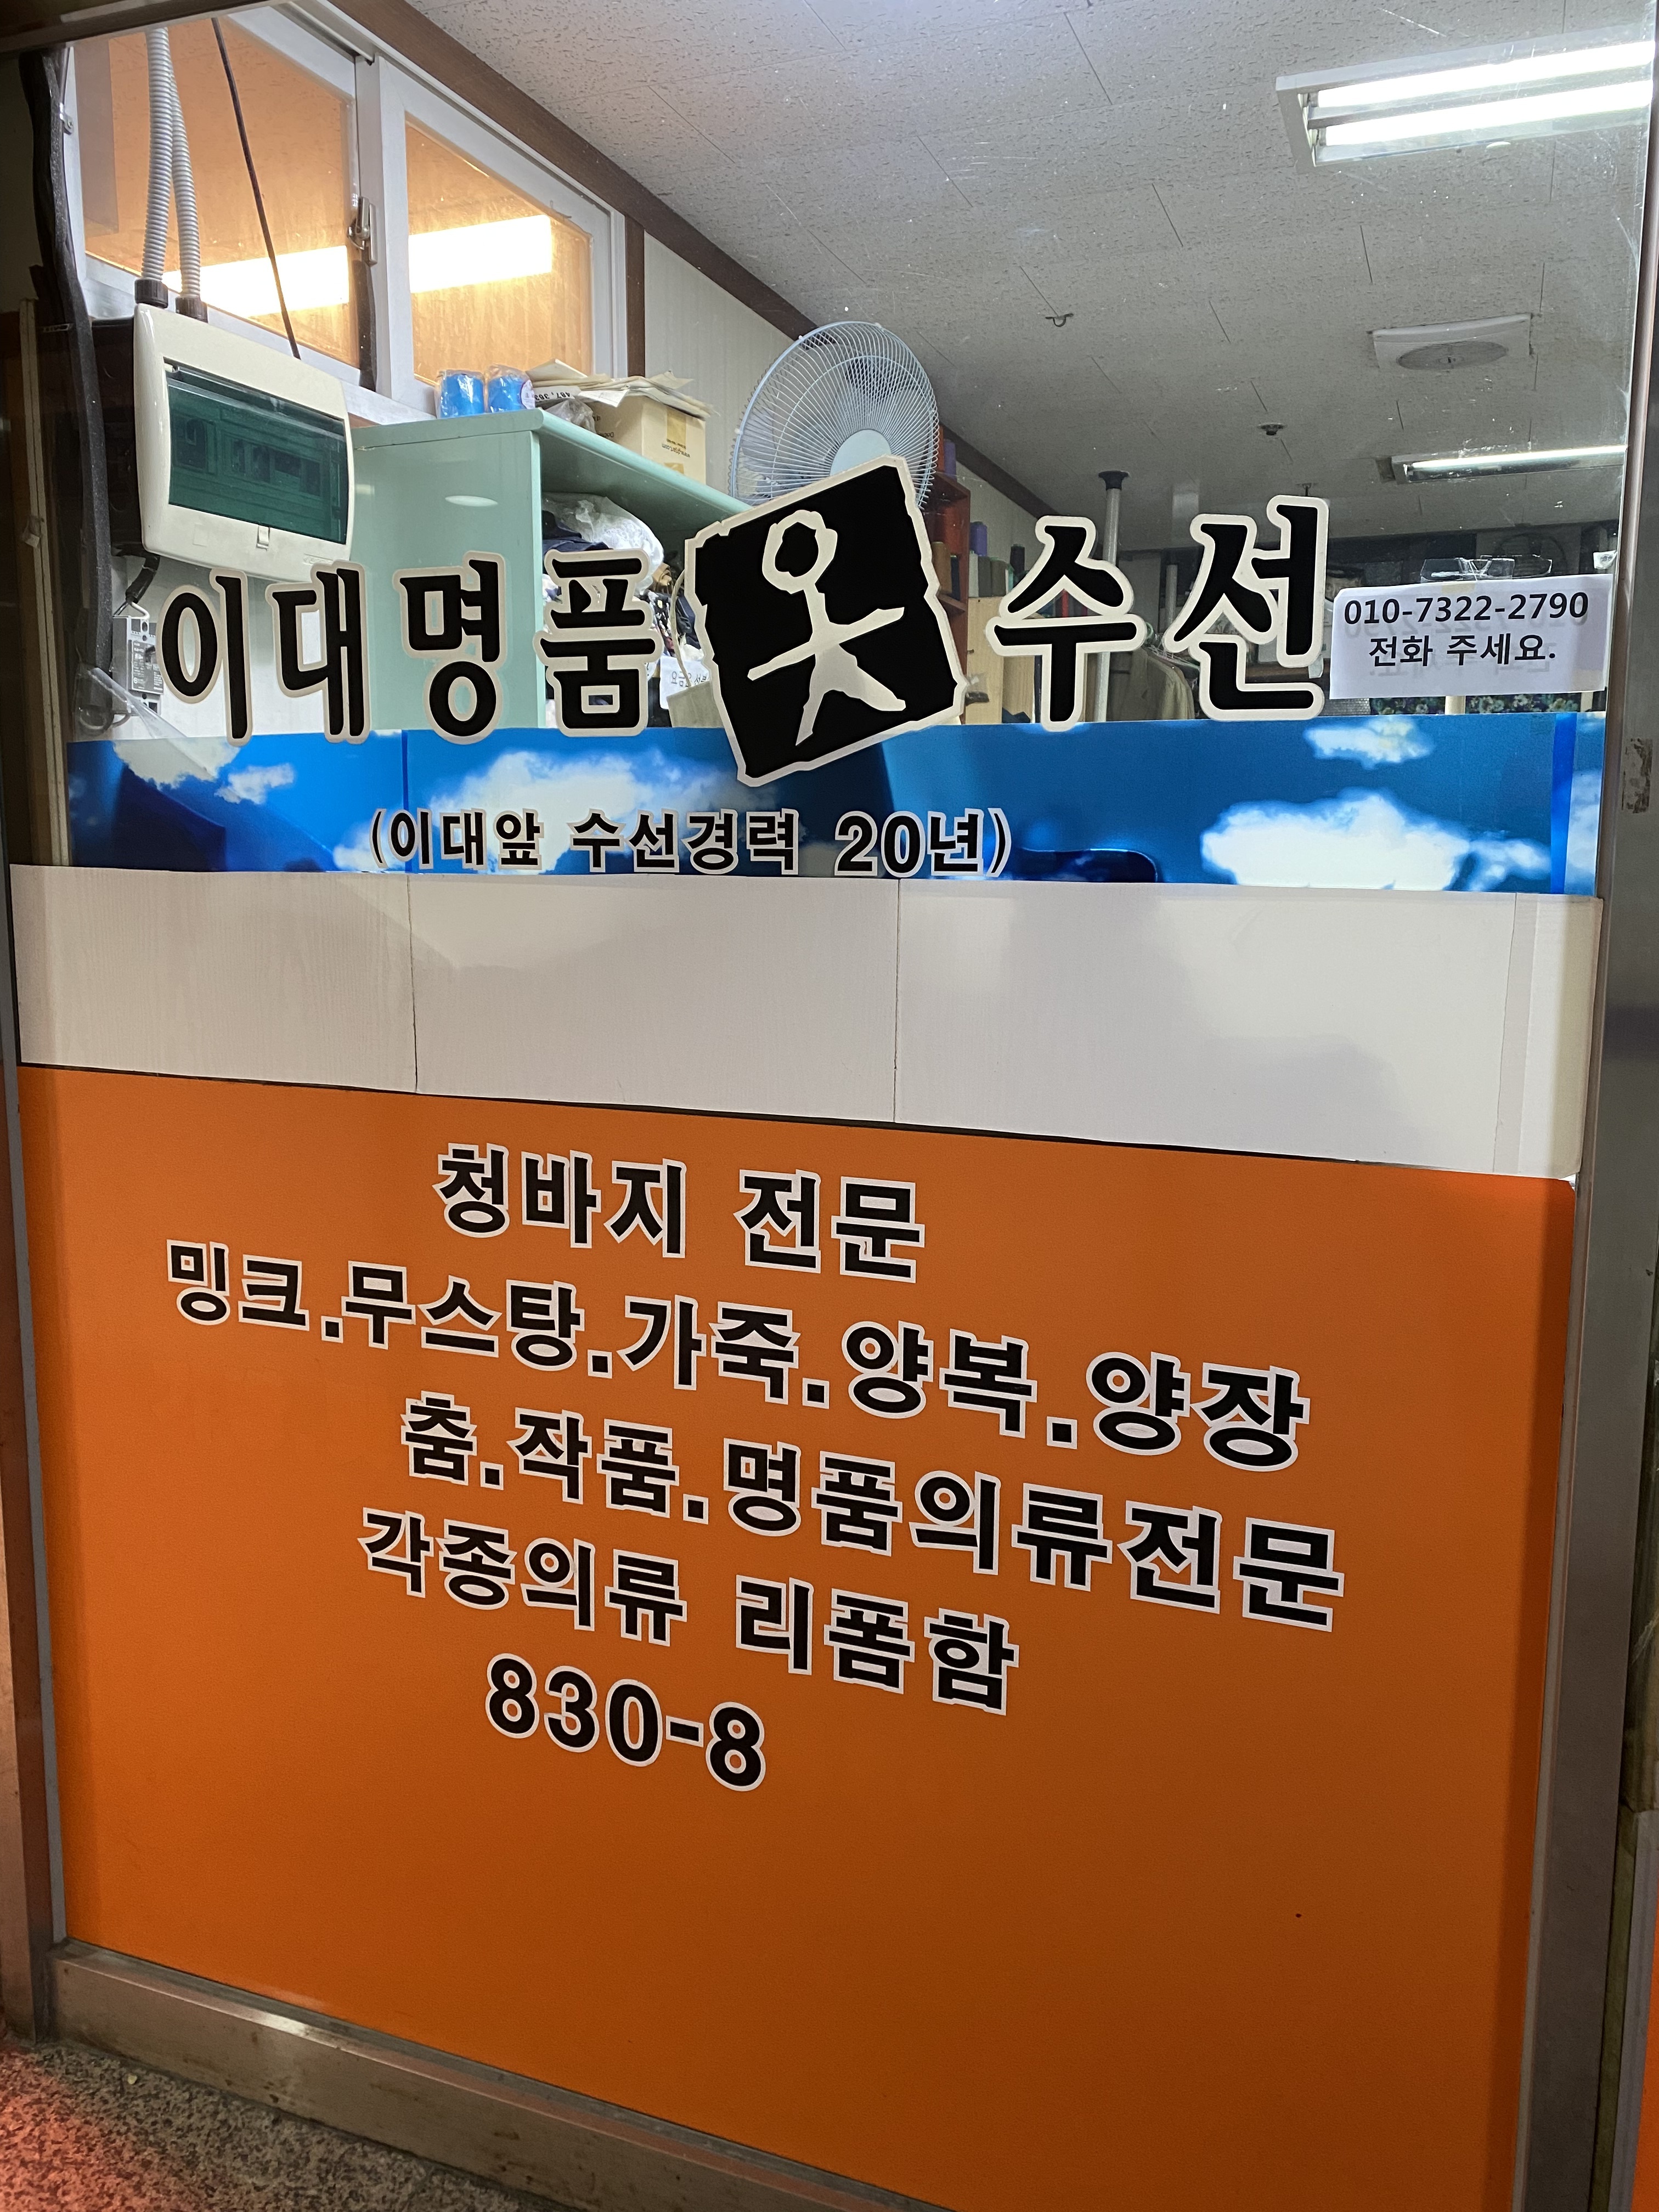 이대명품 옷 수선
010-7322-2790
전화 주세요.
(이대앞 수선경력 20년)
청바지 전문
밍크.무스탕.가죽.양복.양장
춤.작품.명품의류전문
각종의류 리폼함
830-8